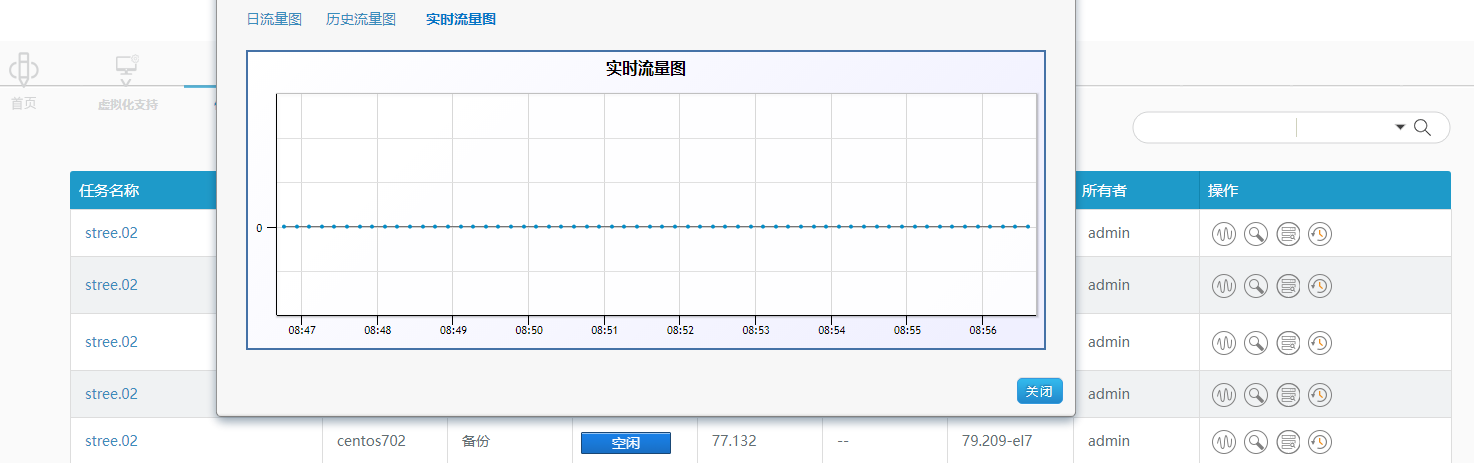 日流量图 历史流量图 实时流量图
实时流量图
首页 虚拟化支持
任务名称 所有者 操作
stree.02 admin
0
stree.02 admin
08:47 08:48 08:49 08:50 08:51 08:52 08:53 08:54 08:55 08:56
stree.02 admin
stree.02 admin
关闭
stree.02 centos702 备份 空闲 77.132 -- 79.209-el7 admin